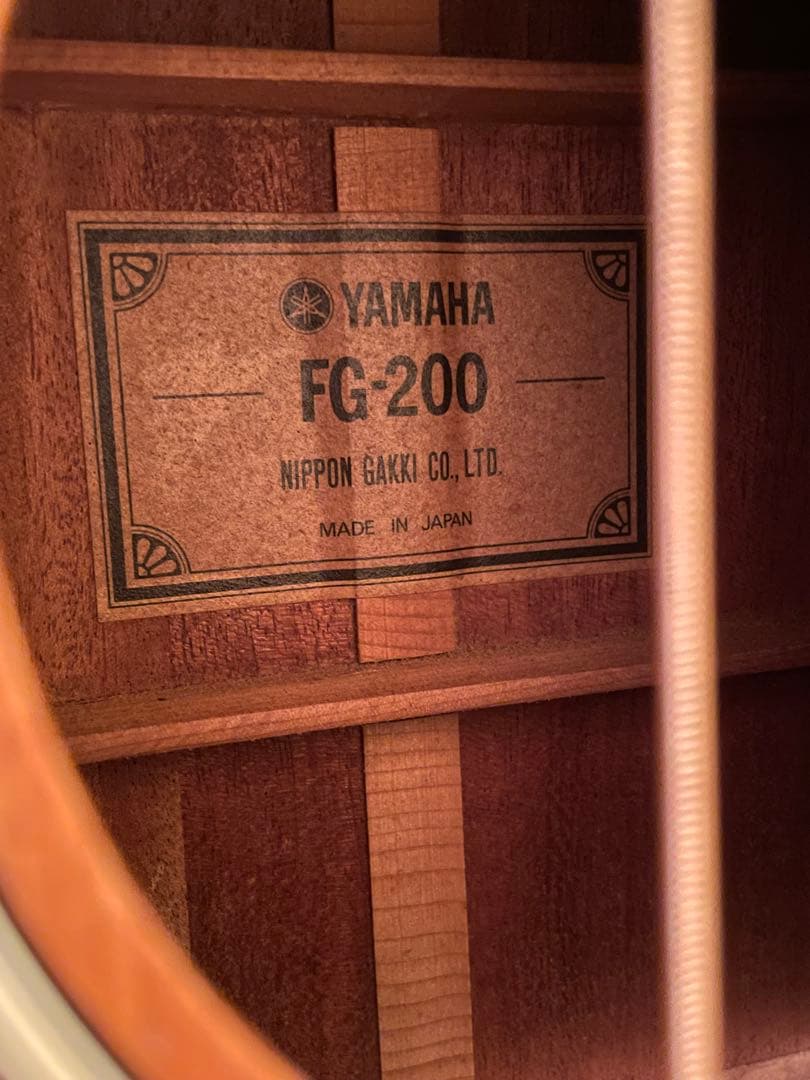 YAMAHA
FG-200
NIPPON GAKKI CO., LTD.
MADE IN JAPAN